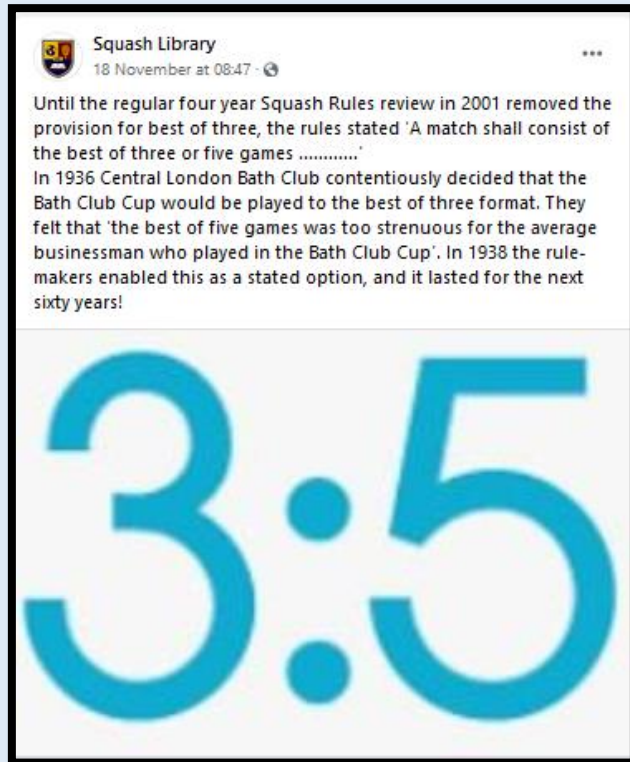 Squash Library
18 November at 08:47 ·
Until the regular four year Squash Rules review in 2001 removed the
provision for best of three, the rules stated 'A match shall consist of
the best of three or five games ............'
In 1936 Central London Bath Club contentiously decided that the
Bath Club Cup would be played to the best of three format. They
felt that 'the best of five games was too strenuous for the average
businessman who played in the Bath Club Cup'. In 1938 the rule-
makers enabled this as a stated option, and it lasted for the next
sixty years!
3:5